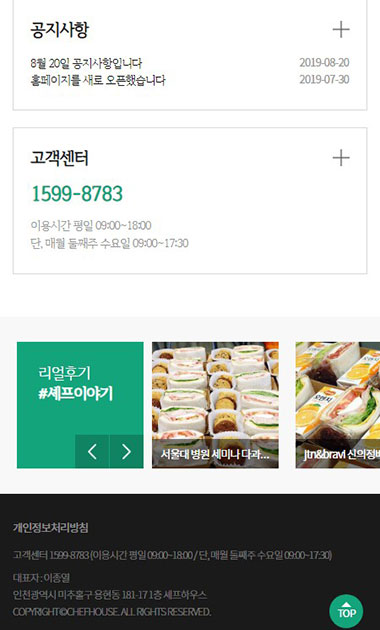 공지사항
8월 20일 공지사항입니다 2019-08-20
홈페이지를 새로 오픈했습니다 2019-07-30
고객센터
1599-8783
이용시간 평일 09:00~18:00
단, 매월 둘째주 수요일 09:00~17:30
리얼후기
#셰프이야기
서울대 병원 세미나 다과...
jtn&bravl 신의정바
개인정보처리방침
고객센터 1599-8783 (이용시간 평일 09:00~18:00 / 단, 매월 둘째주 수요일 09:00~17:30)
대표자 : 이종열
인천광역시 미추홀구 용현동 181-17 1층 셰프하우스
COPYRIGHT©CHEFHOUSE. ALL RIGHTS RESERVED.
TOP